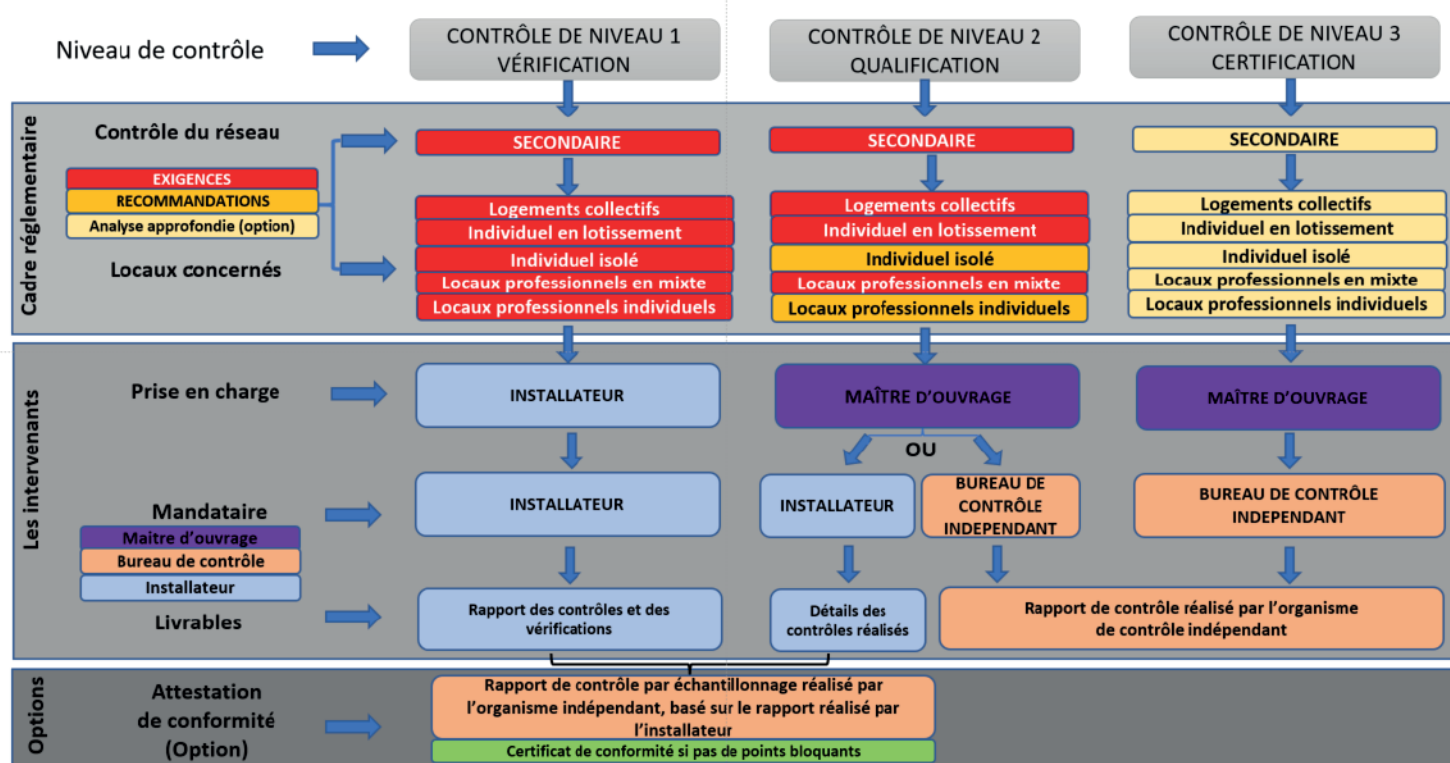 Niveau de contrôle
CONTRÔLE DE NIVEAU 1
VÉRIFICATION
CONTRÔLE DE NIVEAU 2
QUALIFICATION
CONTRÔLE DE NIVEAU 3
CERTIFICATION
Cadre réglementaire
Contrôle du réseau
EXIGENCES
RECOMMANDATIONS
Analyse approfondie (option)
Locaux concernés
SECONDAIRE
Logements collectifs
Individuel en lotissement
Individuel isolé
Locaux professionnels en mixte
Locaux professionnels individuels
SECONDAIRE
Logements collectifs
Individuel en lotissement
Individuel isolé
Locaux professionnels en mixte
Locaux professionnels individuels
SECONDAIRE
Logements collectifs
Individuel en lotissement
Individuel isolé
Locaux professionnels en mixte
Locaux professionnels individuels
Les intervenants
Prise en charge
INSTALLATEUR
MAÎTRE D'OUVRAGE
MAÎTRE D'OUVRAGE
OU
Mandataire
Maitre d'ouvrage
Bureau de contrôle
Installateur
INSTALLATEUR
INSTALLATEUR
BUREAU DE
CONTRÔLE
INDEPENDANT
BUREAU DE CONTRÔLE
INDEPENDANT
Livrables
Rapport des contrôles et des
vérifications
Détails des
contrôles réalisés
Rapport de contrôle réalisé par l'organisme
de contrôle indépendant
Options
Attestation
de conformité
(Option)
Rapport de contrôle par échantillonnage réalisé par
l'organisme indépendant, basé sur le rapport réalisé par
l'installateur
Certificat de conformité si pas de points bloquants